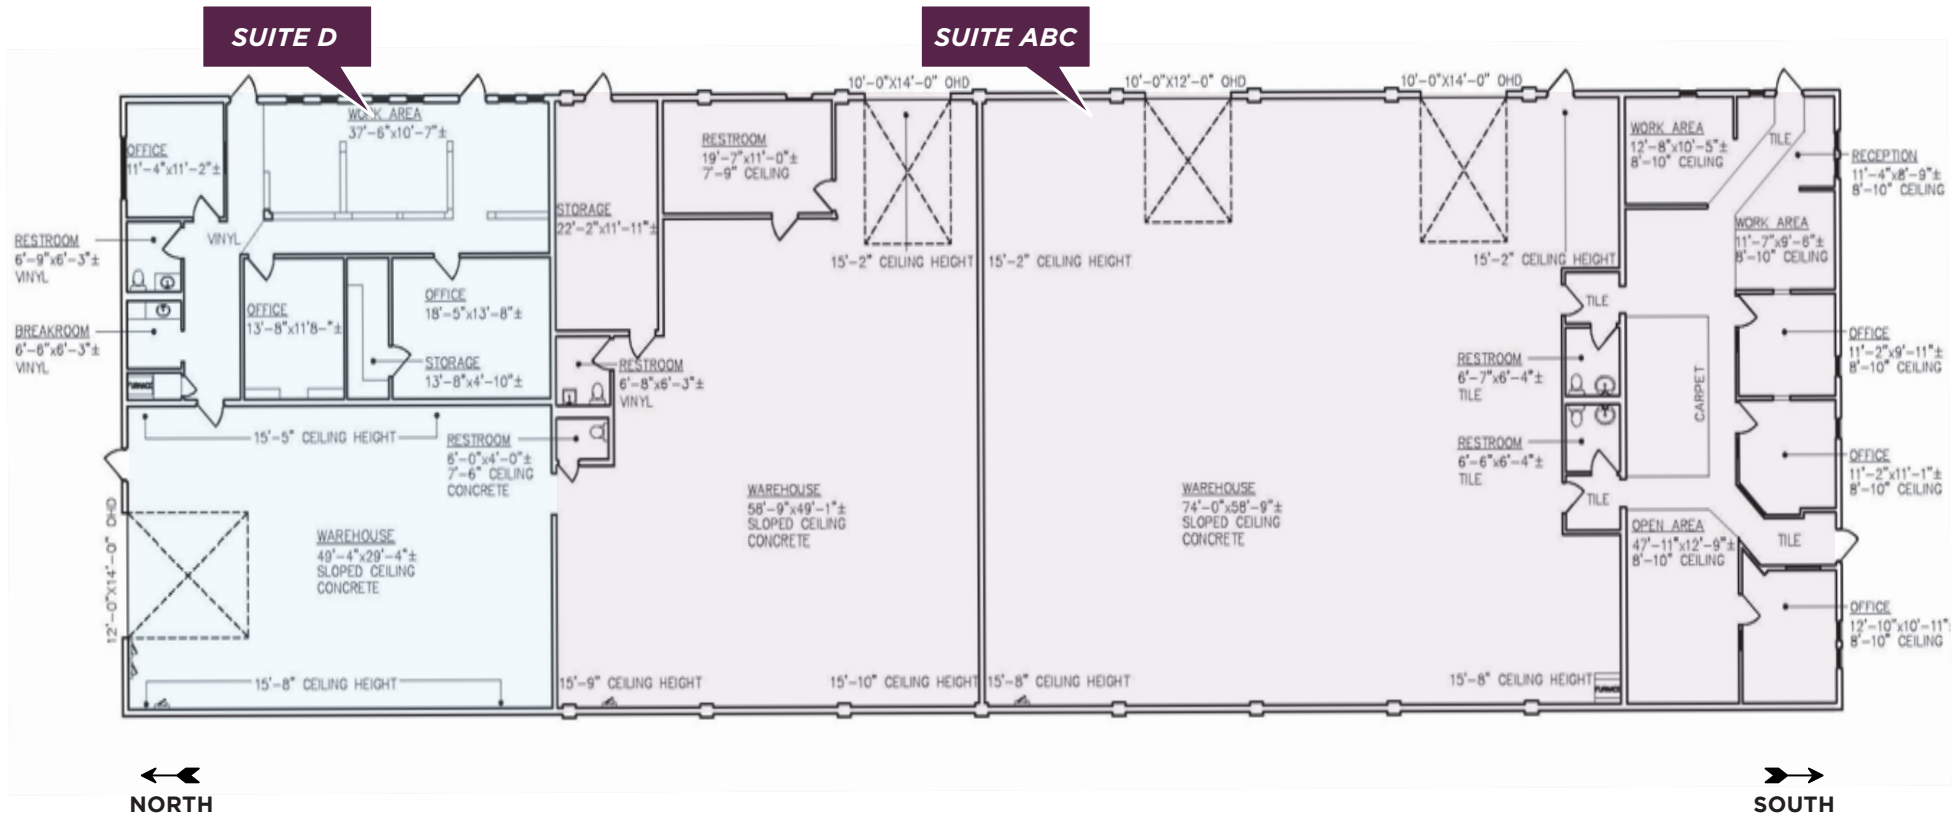 SUITE D
SUITE ABC
10'-0"X14'-0" OHD
10'-0"X12'-0" OHD
10'-0"X14'-0" OHD
OFFICE
11'-4"x11'-2"±
WORK AREA
37'-6"x10'-7"±
RESTROOM
19'-7"x11'-0"±
7'-9" CEILING
WORK AREA
12'-8"x10'-5"±
8'-10" CEILING
TILE
RECEPTION
11'-4"x8'-9"±
8'-10" CEILING
STORAGE
22'-2"x11'-11"±
WORK AREA
11'-7"x9'-6"±
8'-10" CEILING
RESTROOM
6'-9"x6'-3"±
VINYL
VINYL
15'-2" CEILING HEIGHT
15'-2" CEILING HEIGHT
15'-2" CEILING HEIGHT
OFFICE
13'-8"x11'8-"±
OFFICE
18'-5"x13'-8"±
TILE
BREAKROOM
6'-6"x6'-3"±
VINYL
FURNACE
STORAGE
13'-8"x4'-10"±
RESTROOM
6'-8"x6'-3"±
VINYL
RESTROOM
6'-7"x6'-4"±
TILE
CARPET
OFFICE
11'-2"x9'-11"±
8'-10" CEILING
15'-5" CEILING HEIGHT
RESTROOM
6'-0"x4'-0"±
7'-6" CEILING
CONCRETE
RESTROOM
6'-6"x6'-4"±
TILE
OFFICE
11'-2"x11'-1"±
8'-10" CEILING
12'-0"X14'-0" OHD
WAREHOUSE
49'-4"x29'-4"±
SLOPED CEILING
CONCRETE
WAREHOUSE
58'-9"x49'-1"±
SLOPED CEILING
CONCRETE
WAREHOUSE
74'-0"x58'-9"±
SLOPED CEILING
CONCRETE
TILE
OPEN AREA
47'-11"x12'-9"±
8'-10" CEILING
TILE
OFFICE
12'-10"x10'-11"
8'-10" CEILING
15'-8" CEILING HEIGHT
15'-9" CEILING HEIGHT
15'-10" CEILING HEIGHT
15'-8" CEILING HEIGHT
15'-8" CEILING HEIGHT
FURNACE
NORTH
SOUTH